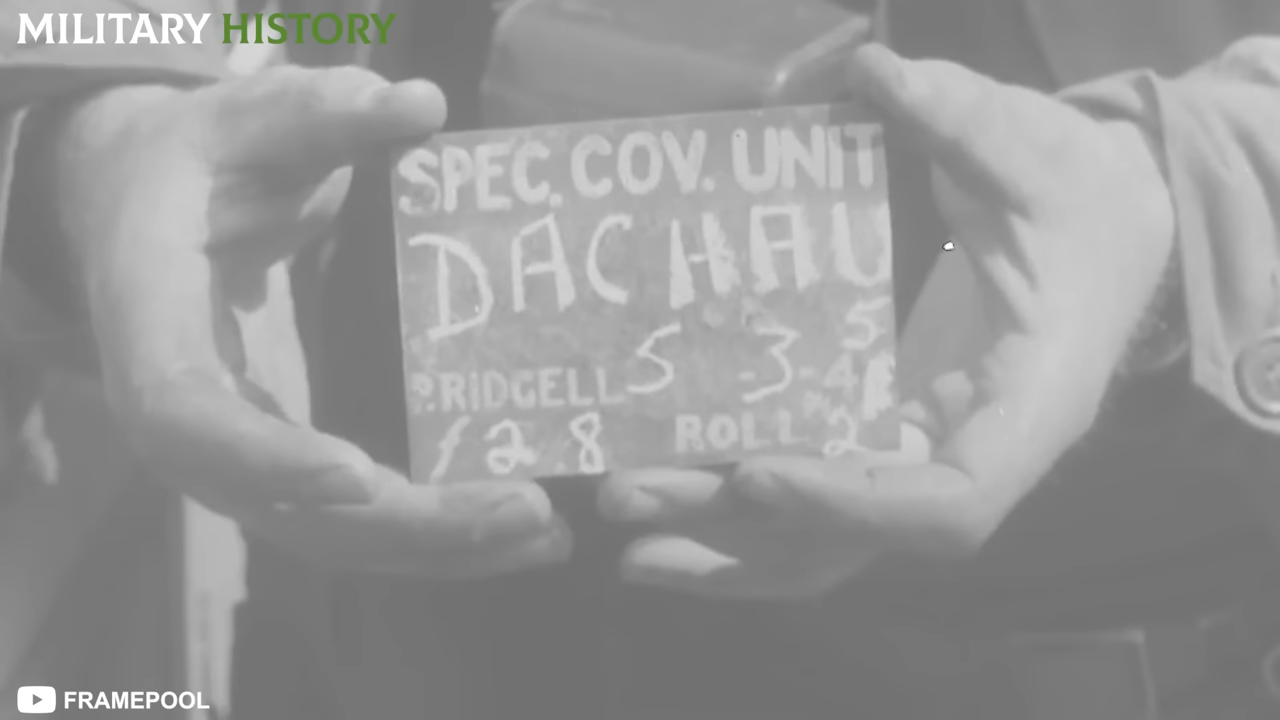 MILITARY HISTORY
SPEC. COV. UNIT
DACHAU
RIDGELL 5-3-45
128 ROLL 2
FRAMEPOOL